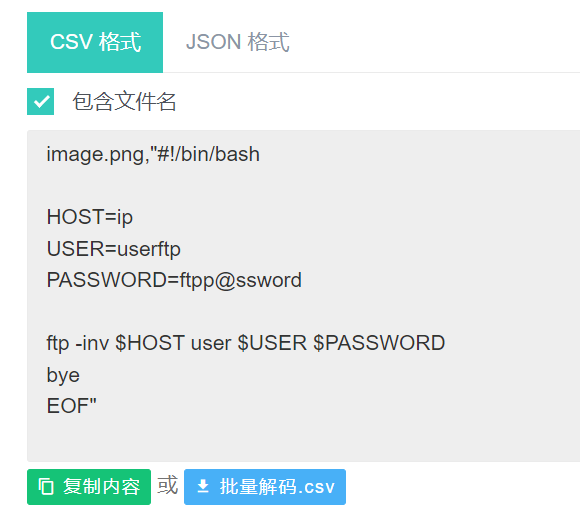 CSV 格式 JSON 格式
包含文件名
image.png,"#!/bin/bash
HOST=ip
USER=userftp
PASSWORD=ftpp@ssword
ftp -inv $HOST user $USER $PASSWORD
bye
EOF"
复制内容 或 批量解码.csv